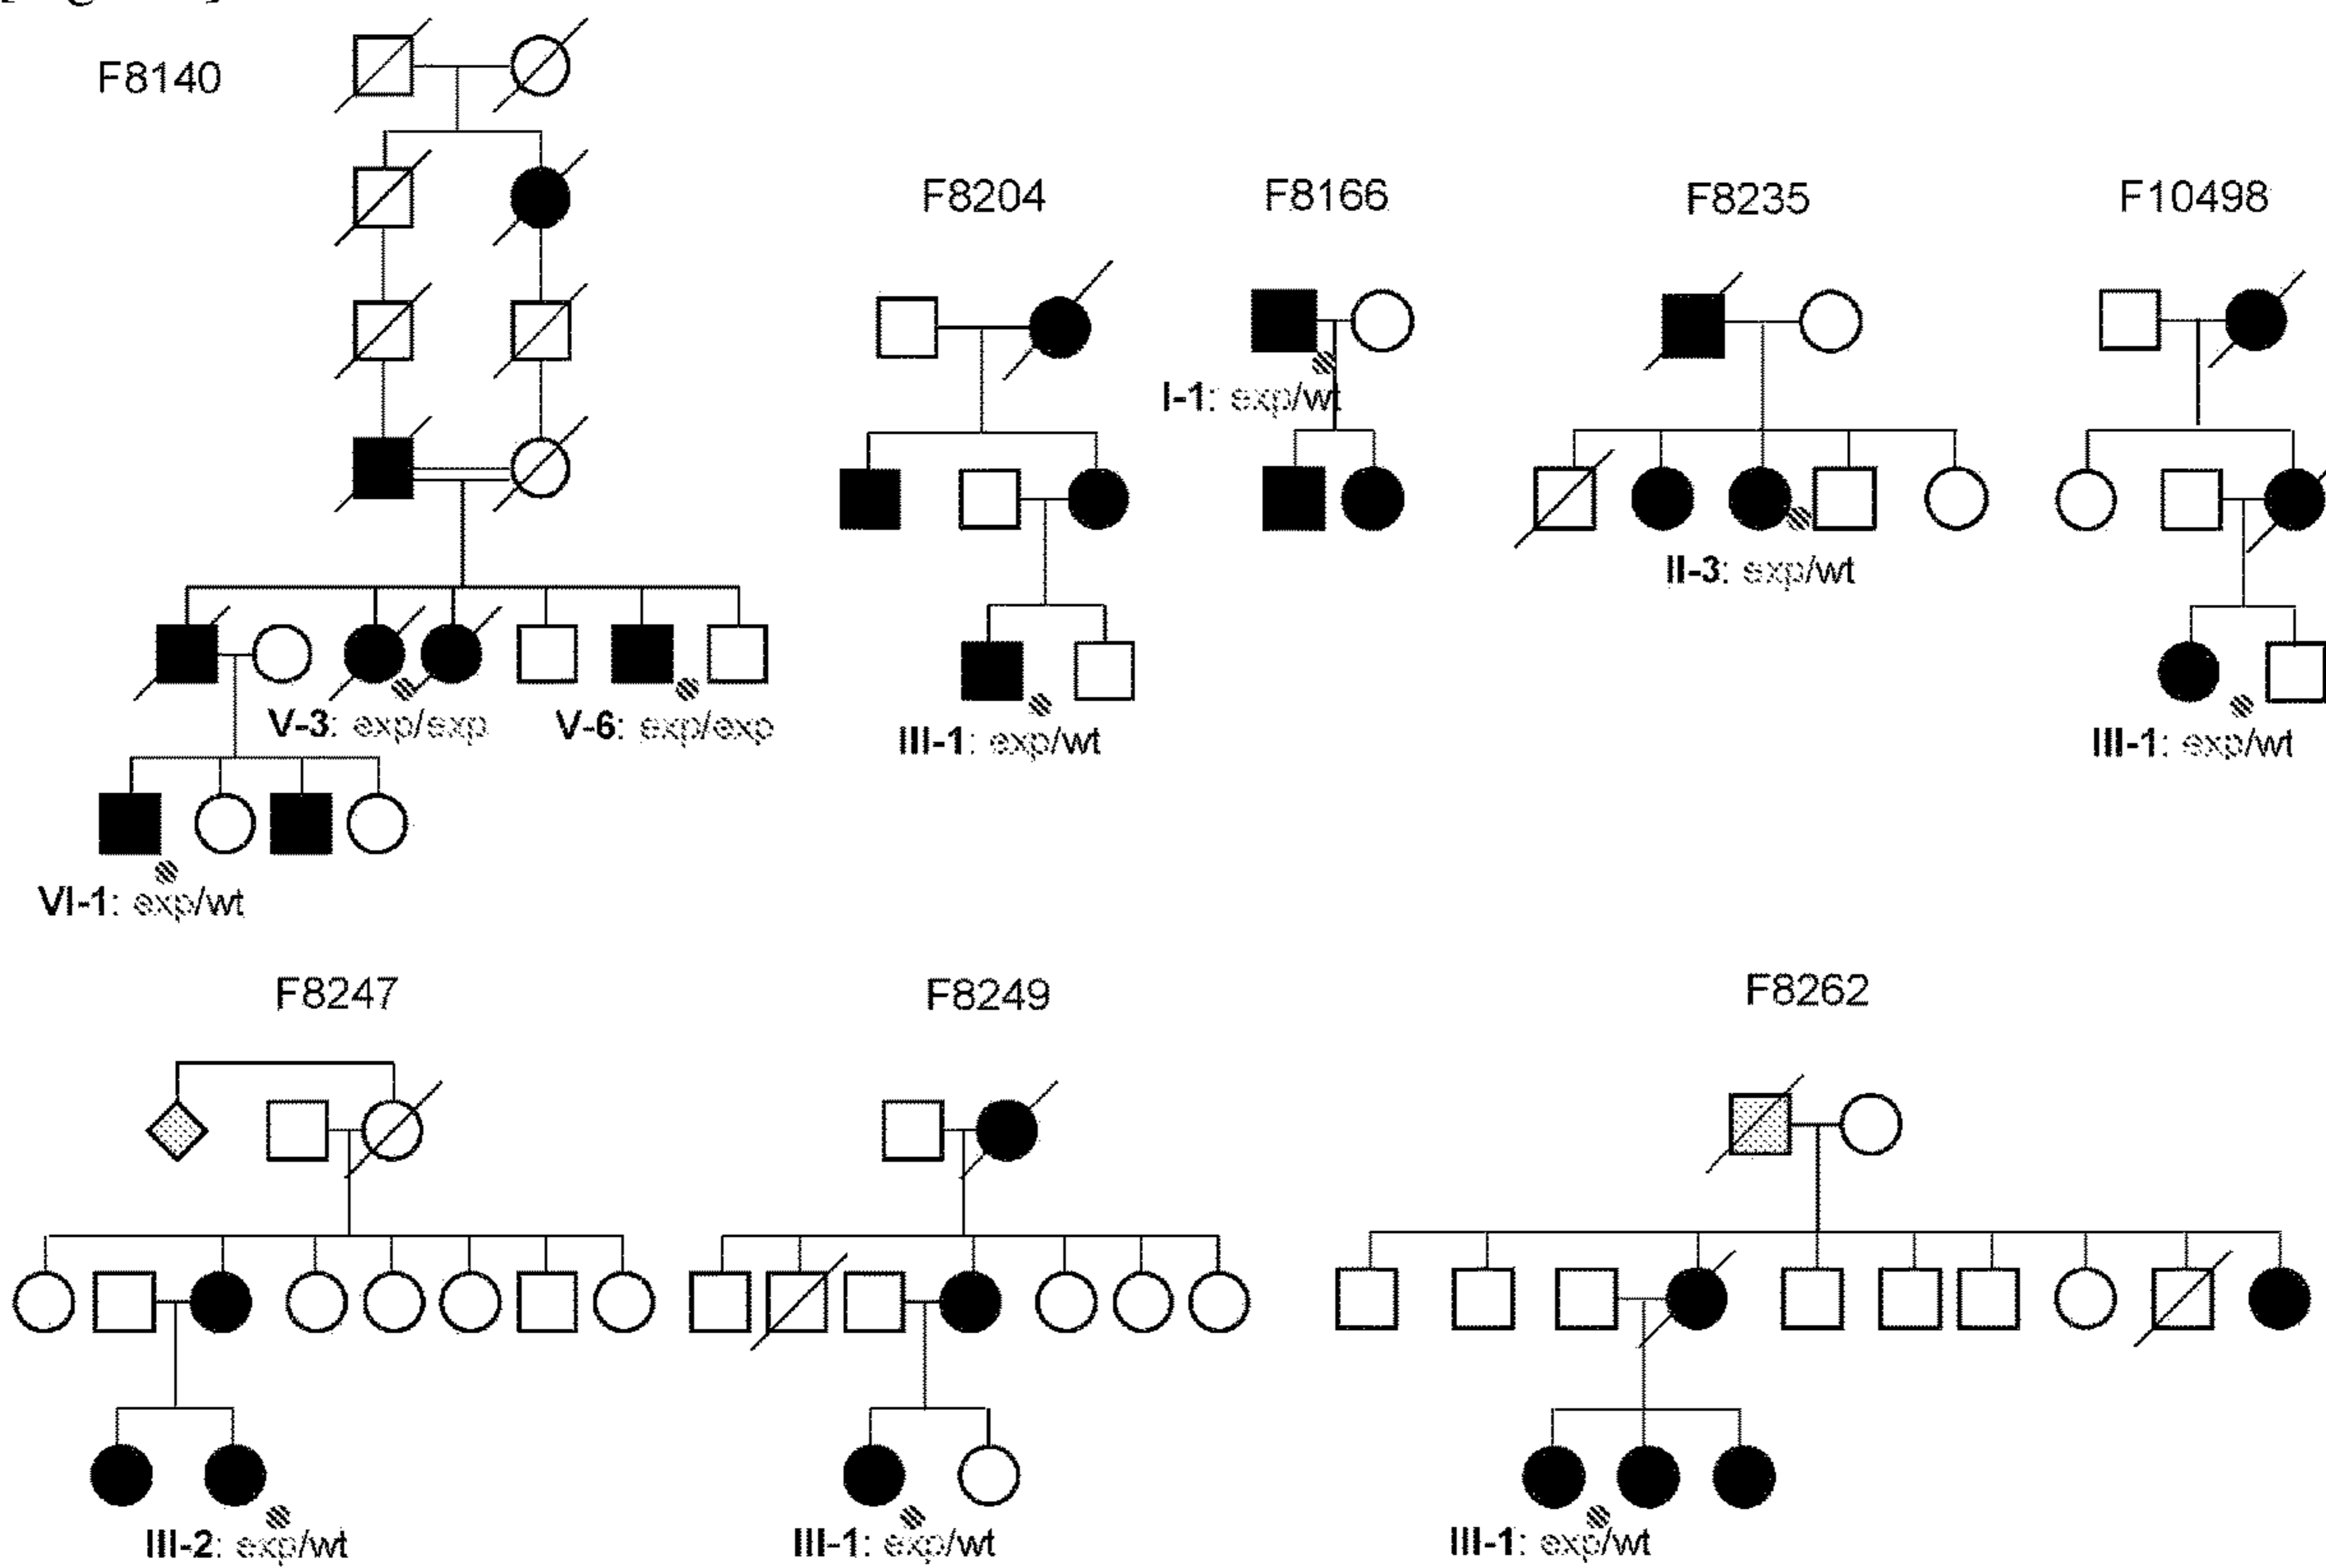 F8140
F8204
F8166
F8235
F10498
I-1: exp/wt
II-3: exp/wt
V-3: exp/exp
V-6: exp/exp
III-1: exp/wt
III-1: exp/wt
VI-1: exp/wt
F8247
F8249
F8262
III-2: exp/wt
III-1: exp/wt
III-1: exp/wt